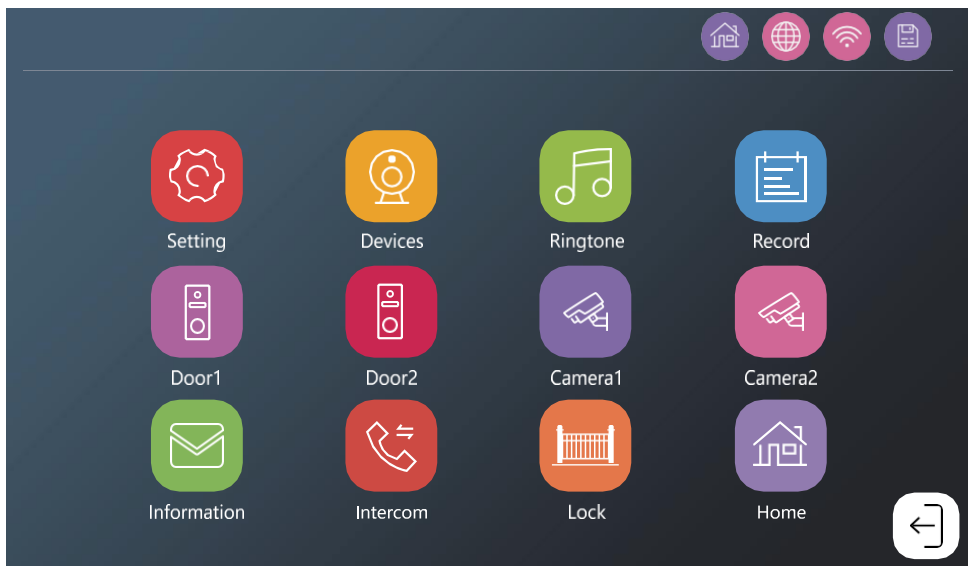 Setting
Devices
Ringtone
Record
Door1
Door2
Camera1
Camera2
Information
Intercom
Lock
Home